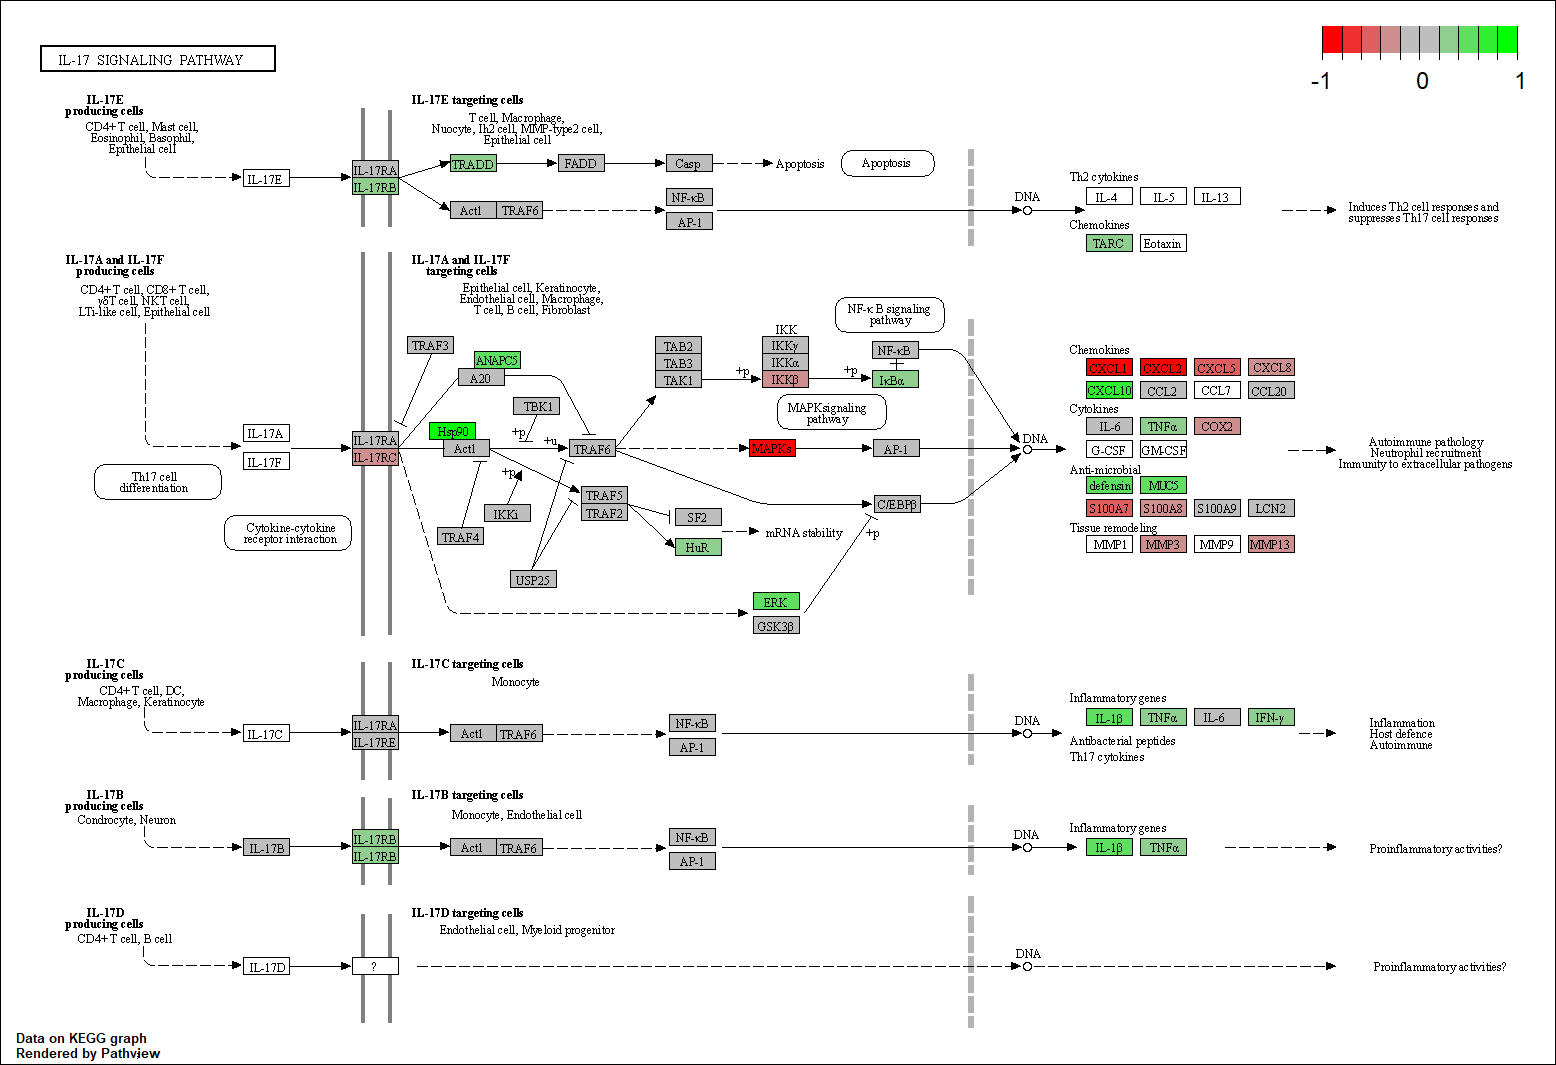 IL-17 SIGNALING PATHWAY
-1 0 1
IL-17E
producing cells
CD4+ T cell, Mast cell,
Eosinophil, Basophil,
Epithelial cell
IL-17E
IL-17RA
IL-17RB
IL-17E targeting cells
T cell, Macrophage,
Nuocyte, Ih2 cell, MMP-type2 cell,
Epithelial cell
TRADD
FADD
Casp
Apoptosis
Apoptosis
Act1
TRAF6
NF-κB
AP-1
DNA
Th2 cytokines
IL-4
IL-5
IL-13
Chemokines
TARC
Eotaxin
Induces Th2 cell responses and
suppresses Th17 cell responses
IL-17A and IL-17F
producing cells
CD4+ T cell, CD8+ T cell,
γδT cell, NKT cell,
LTi-like cell, Epithelial cell
IL-17A
IL-17F
Th17 cell
differentiation
Cytokine-cytokine
receptor interaction
IL-17RA
IL-17RC
IL-17A and IL-17F
targeting cells
Epithelial cell, Keratinocyte,
Endothelial cell, Macrophage,
T cell, B cell, Fibroblast
TRAF3
ANAPC5
A20
TBK1
Hsp90
Act1
+p
+u
+p
TRAF6
IKKi
TRAF4
USP25
TRAF5
TRAF2
SF2
HuR
mRNA stability
TAB2
TAB3
TAK1
+p
IKK
IKKγ
IKKα
IKKβ
+p
NF-κB
IκBα
NF-κ B signaling
pathway
MAPKsignaling
pathway
MAPKs
AP-1
C/EBPβ
+p
ERK
GSK3β
DNA
Chemokines
CXCL1
CXCL2
CXCL5
CXCL8
CXCL10
CCL2
CCL7
CCL20
Cytokines
IL-6
TNFα
COX2
G-CSF
GM-CSF
Anti-microbial
defensin
MUC5
S100A7
S100A8
S100A9
LCN2
Tissue remodeling
MMP1
MMP3
MMP9
MMP13
Autoimmune pathology
Neutrophil recruitment
Immunity to extracellular pathogens
IL-17C
producing cells
CD4+ T cell, DC,
Macrophage, Keratinocyte
IL-17C
IL-17RA
IL-17RE
IL-17C targeting cells
Monocyte
Act1
TRAF6
NF-κB
AP-1
DNA
Inflammatory genes
IL-1β
TNFα
IL-6
IFN-γ
Antibacterial peptides
Th17 cytokines
Inflammation
Host defence
Autoimmune
IL-17B
producing cells
Condrocyte, Neuron
IL-17B
IL-17RB
IL-17RB
IL-17B targeting cells
Monocyte, Endothelial cell
Act1
TRAF6
NF-κB
AP-1
DNA
Inflammatory genes
IL-1β
TNFα
Proinflammatory activities?
IL-17D
producing cells
CD4+ T cell, B cell
IL-17D
?
IL-17D targeting cells
Endothelial cell, Myeloid progenitor
DNA
Proinflammatory activities?
Data on KEGG graph
Rendered by Pathview